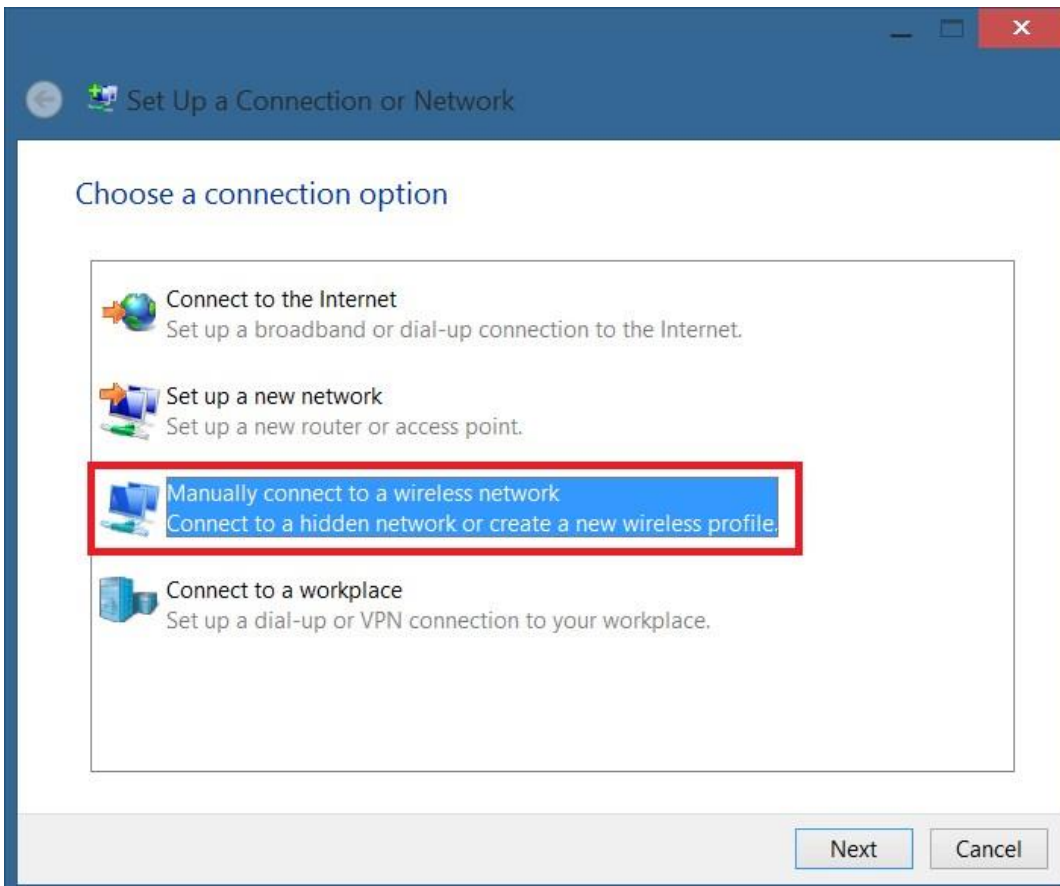 Set Up a Connection or Network
Choose a connection option
Connect to the Internet
Set up a broadband or dial-up connection to the Internet.
Set up a new network
Set up a new router or access point.
Manually connect to a wireless network
Connect to a hidden network or create a new wireless profile.
Connect to a workplace
Set up a dial-up or VPN connection to your workplace.
Next Cancel